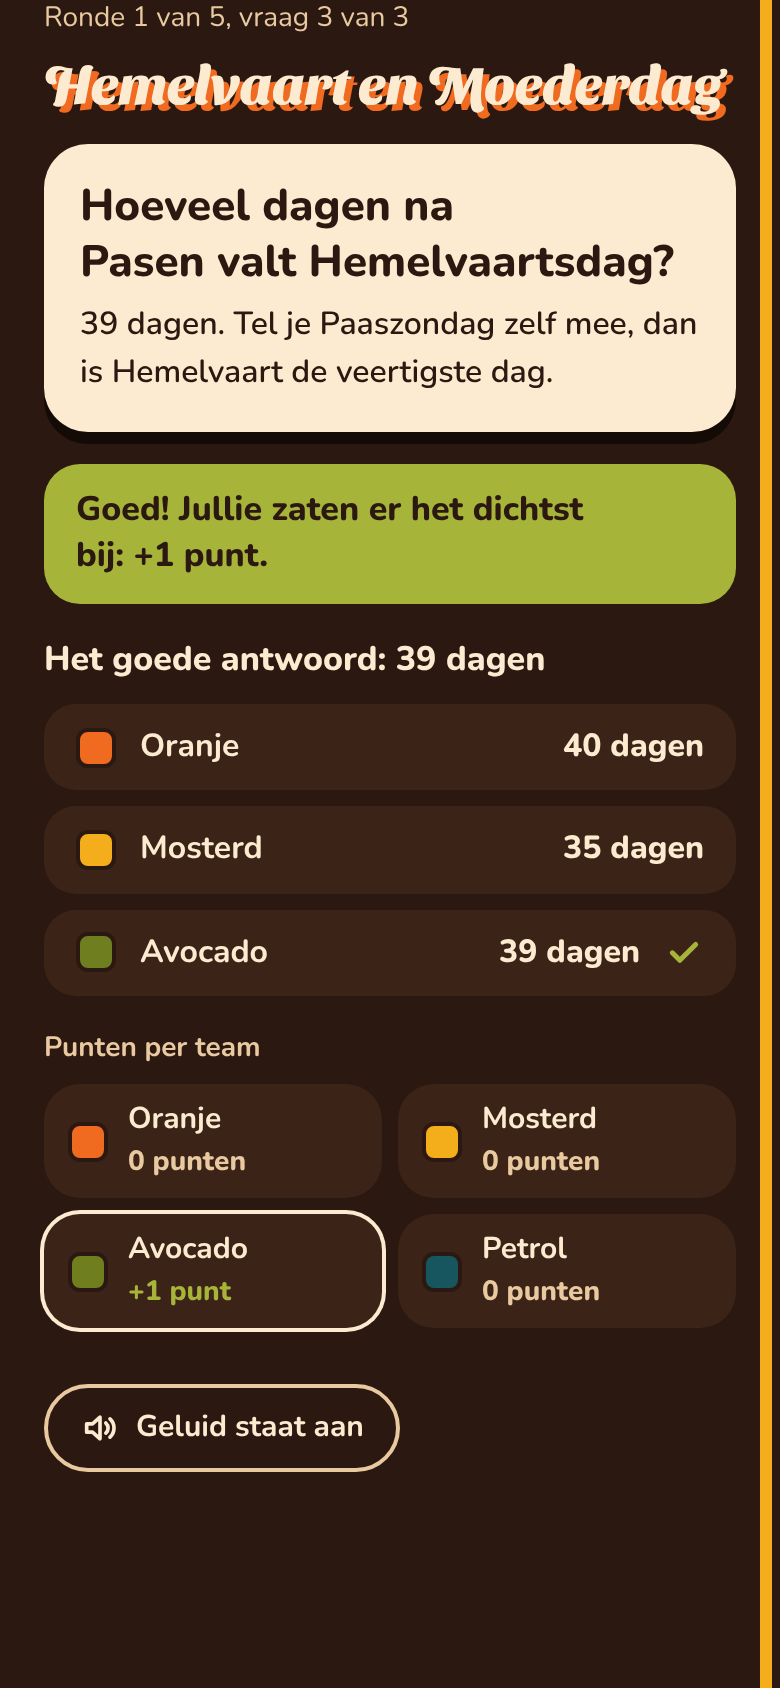 Ronde 1 van 5, vraag 3 van 3
Hemelvaart en Moederdag
Hoeveel dagen na
Pasen valt Hemelvaartsdag?
39 dagen. Tel je Paaszondag zelf mee, dan
is Hemelvaart de veertigste dag.
Goed! Jullie zaten er het dichtst
bij: +1 punt.
Het goede antwoord: 39 dagen
Oranje 40 dagen
Mosterd 35 dagen
Avocado 39 dagen
Punten per team
Oranje
0 punten
Mosterd
0 punten
Avocado
+1 punt
Petrol
0 punten
Geluid staat aan